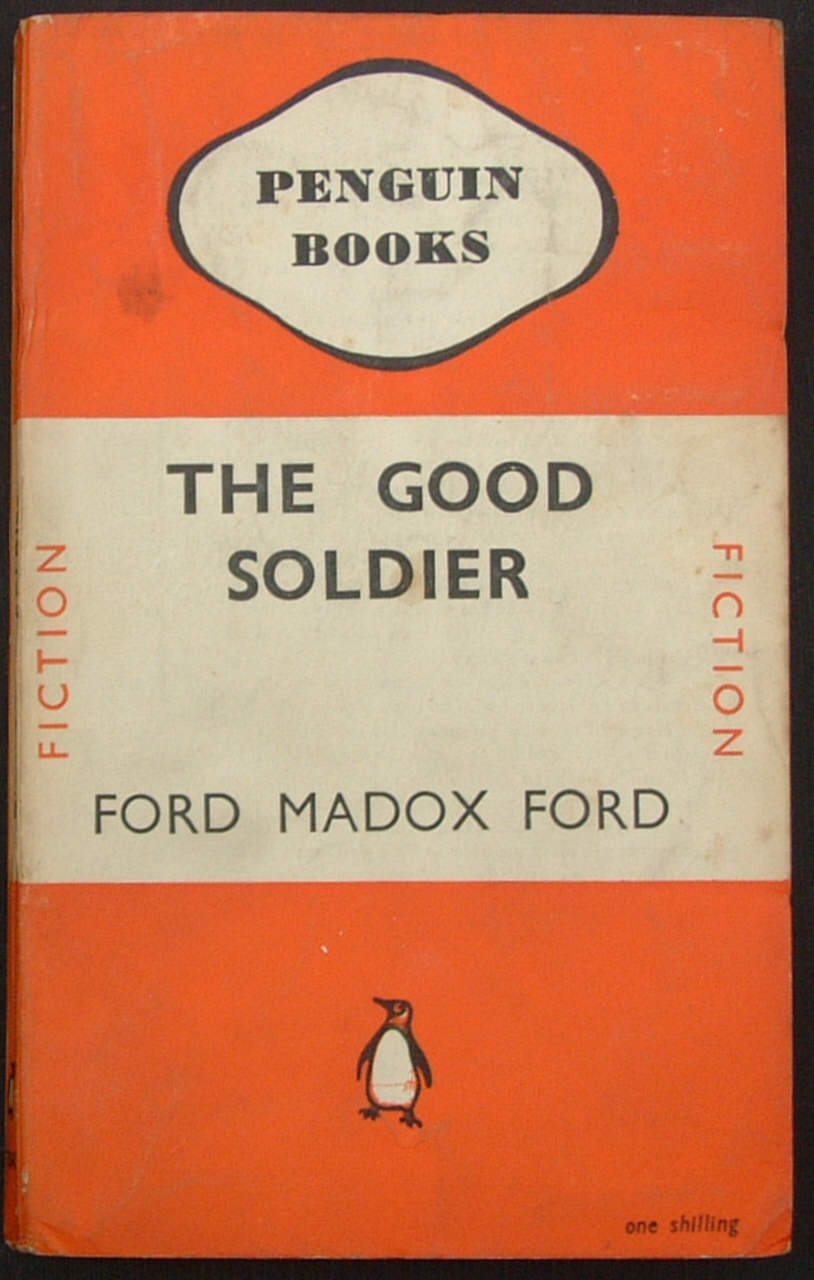 PENGUIN
BOOKS
THE GOOD
SOLDIER
FICTION
FICTION
FORD MADOX FORD
one shilling